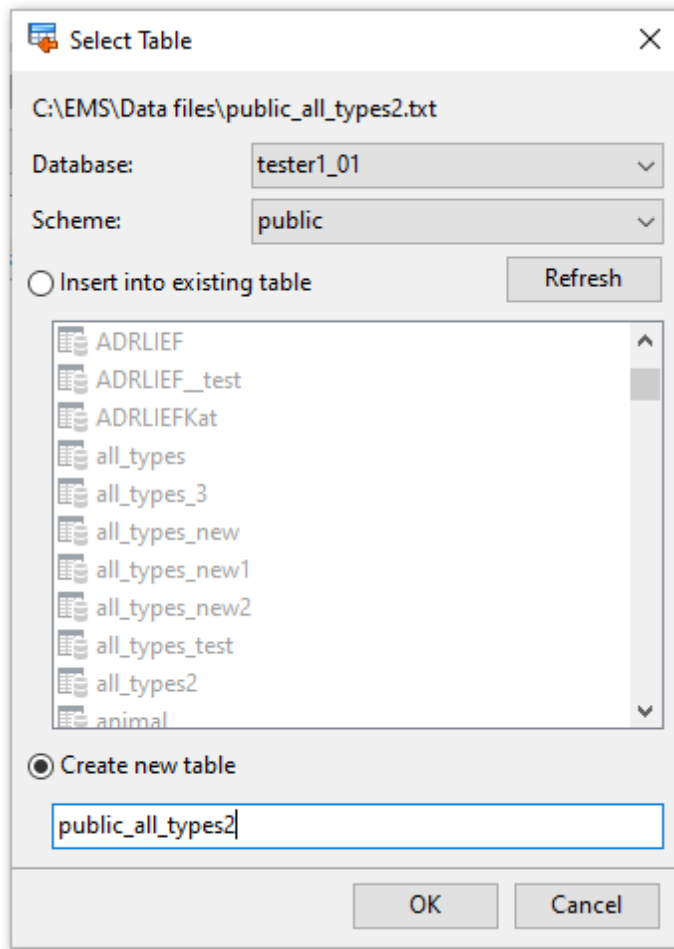 Select Table
C:\EMS\Data files\public_all_types2.txt
Database: tester1_01
Scheme: public
Insert into existing table Refresh
ADRLIEF
ADRLIEF__test
ADRLIEFKat
all_types
all_types_3
all_types_new
all_types_new1
all_types_new2
all_types_test
all_types2
animal
Create new table
public_all_types2
OK Cancel